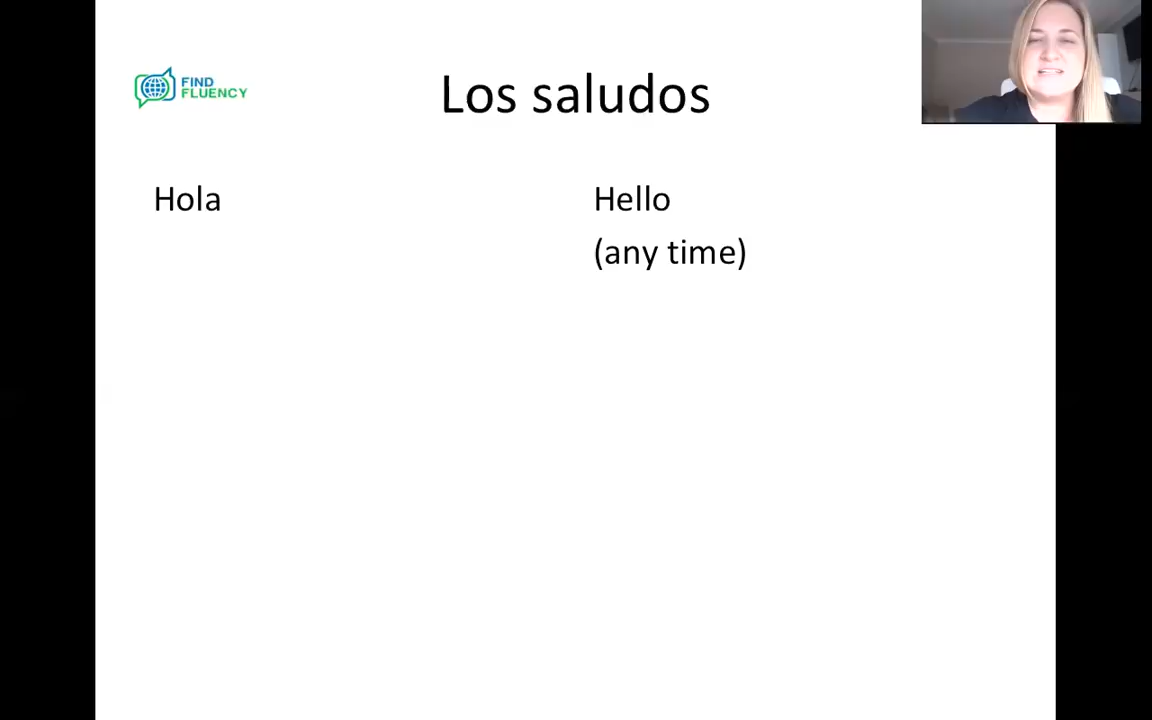 FIND
FLUENCY
Los saludos
Hola
Hello
(any time)